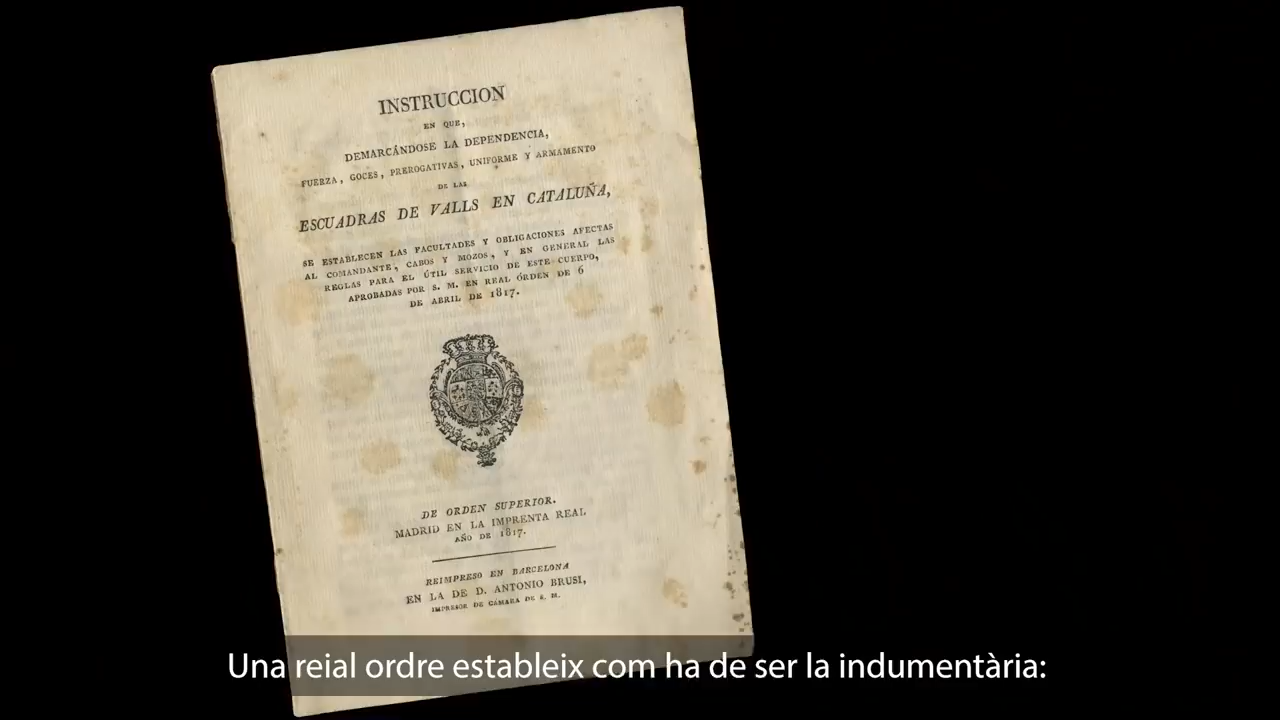 INSTRUCCION
EN QUE,
DEMARCÁNDOSE LA DEPENDENCIA,
FUERZA, GOCES, PREROGATIVAS, UNIFORME Y ARMAMENTO
DE LAS
ESCUADRAS DE VALLS EN CATALUÑA,
SE ESTABLECEN LAS FACULTADES Y OBLIGACIONES AFECTAS
AL COMANDANTE, CABOS Y MOZOS, Y EN GENERAL LAS
REGLAS PARA EL ÚTIL SERVICIO DE ESTE CUERPO,
APROBADAS POR S. M. EN REAL ÓRDEN DE 6
DE ABRIL DE 1817.
DE ORDEN SUPERIOR.
MADRID EN LA IMPRENTA REAL
AÑO DE 1817.
REIMPRESO EN BARCELONA
EN LA DE D. ANTONIO BRUSI,
IMPRESOR DE CÁMARA DE S. M.
Una reial ordre estableix com ha de ser la indumentària: